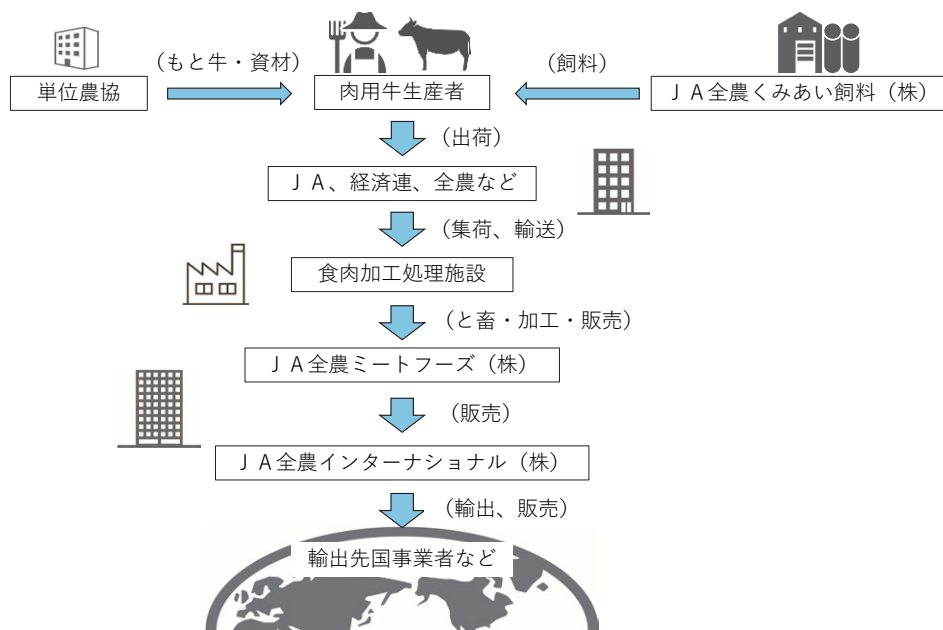 (もと牛・資材)
(飼料)
単位農協
肉用牛生産者
JA全農くみあい飼料(株)
(出荷)
JA、経済連、全農など
(集荷、輸送)
食肉加工処理施設
(と畜・加工・販売)
JA全農ミートフーズ(株)
(販売)
JA全農インターナショナル(株)
(輸出、販売)
輸出先国事業者など